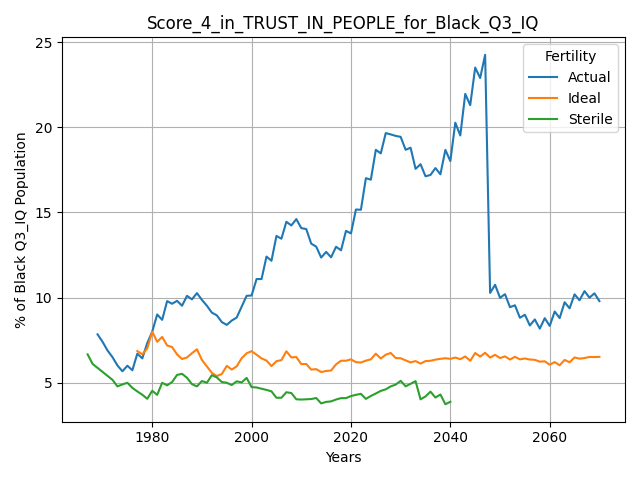 Score_4_in_TRUST_IN_PEOPLE_for_Black_Q3_IQ
% of Black Q3_IQ Population
25
20
15
10
5
Fertility
Actual
Ideal
Sterile
1980
2000
2020
2040
2060
Years